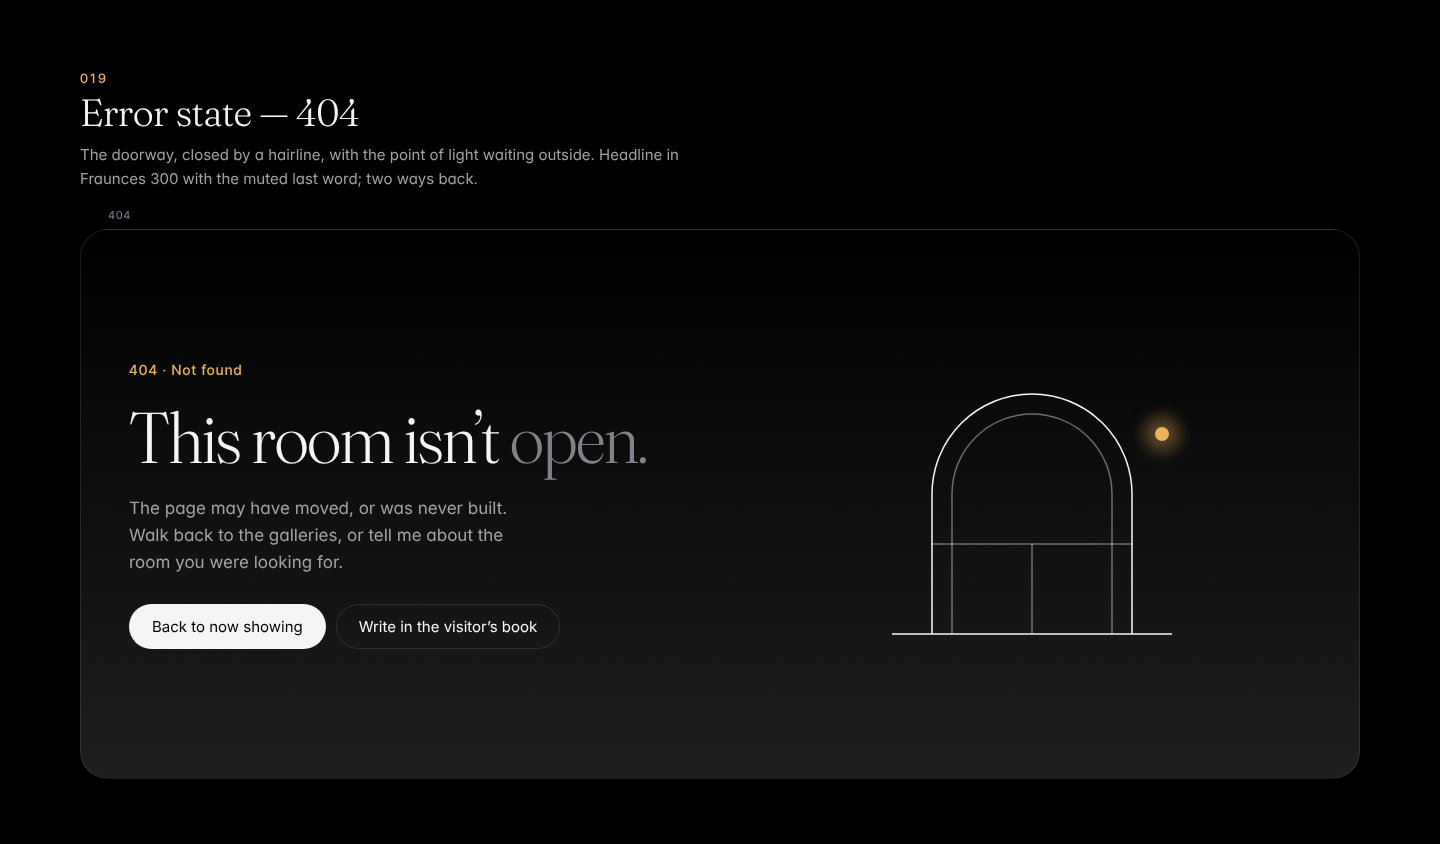 019
Error state — 404
The doorway, closed by a hairline, with the point of light waiting outside. Headline in
Fraunces 300 with the muted last word; two ways back.
404
404 · Not found
This room isn’t open.
The page may have moved, or was never built.
Walk back to the galleries, or tell me about the
room you were looking for.
Back to now showing
Write in the visitor’s book